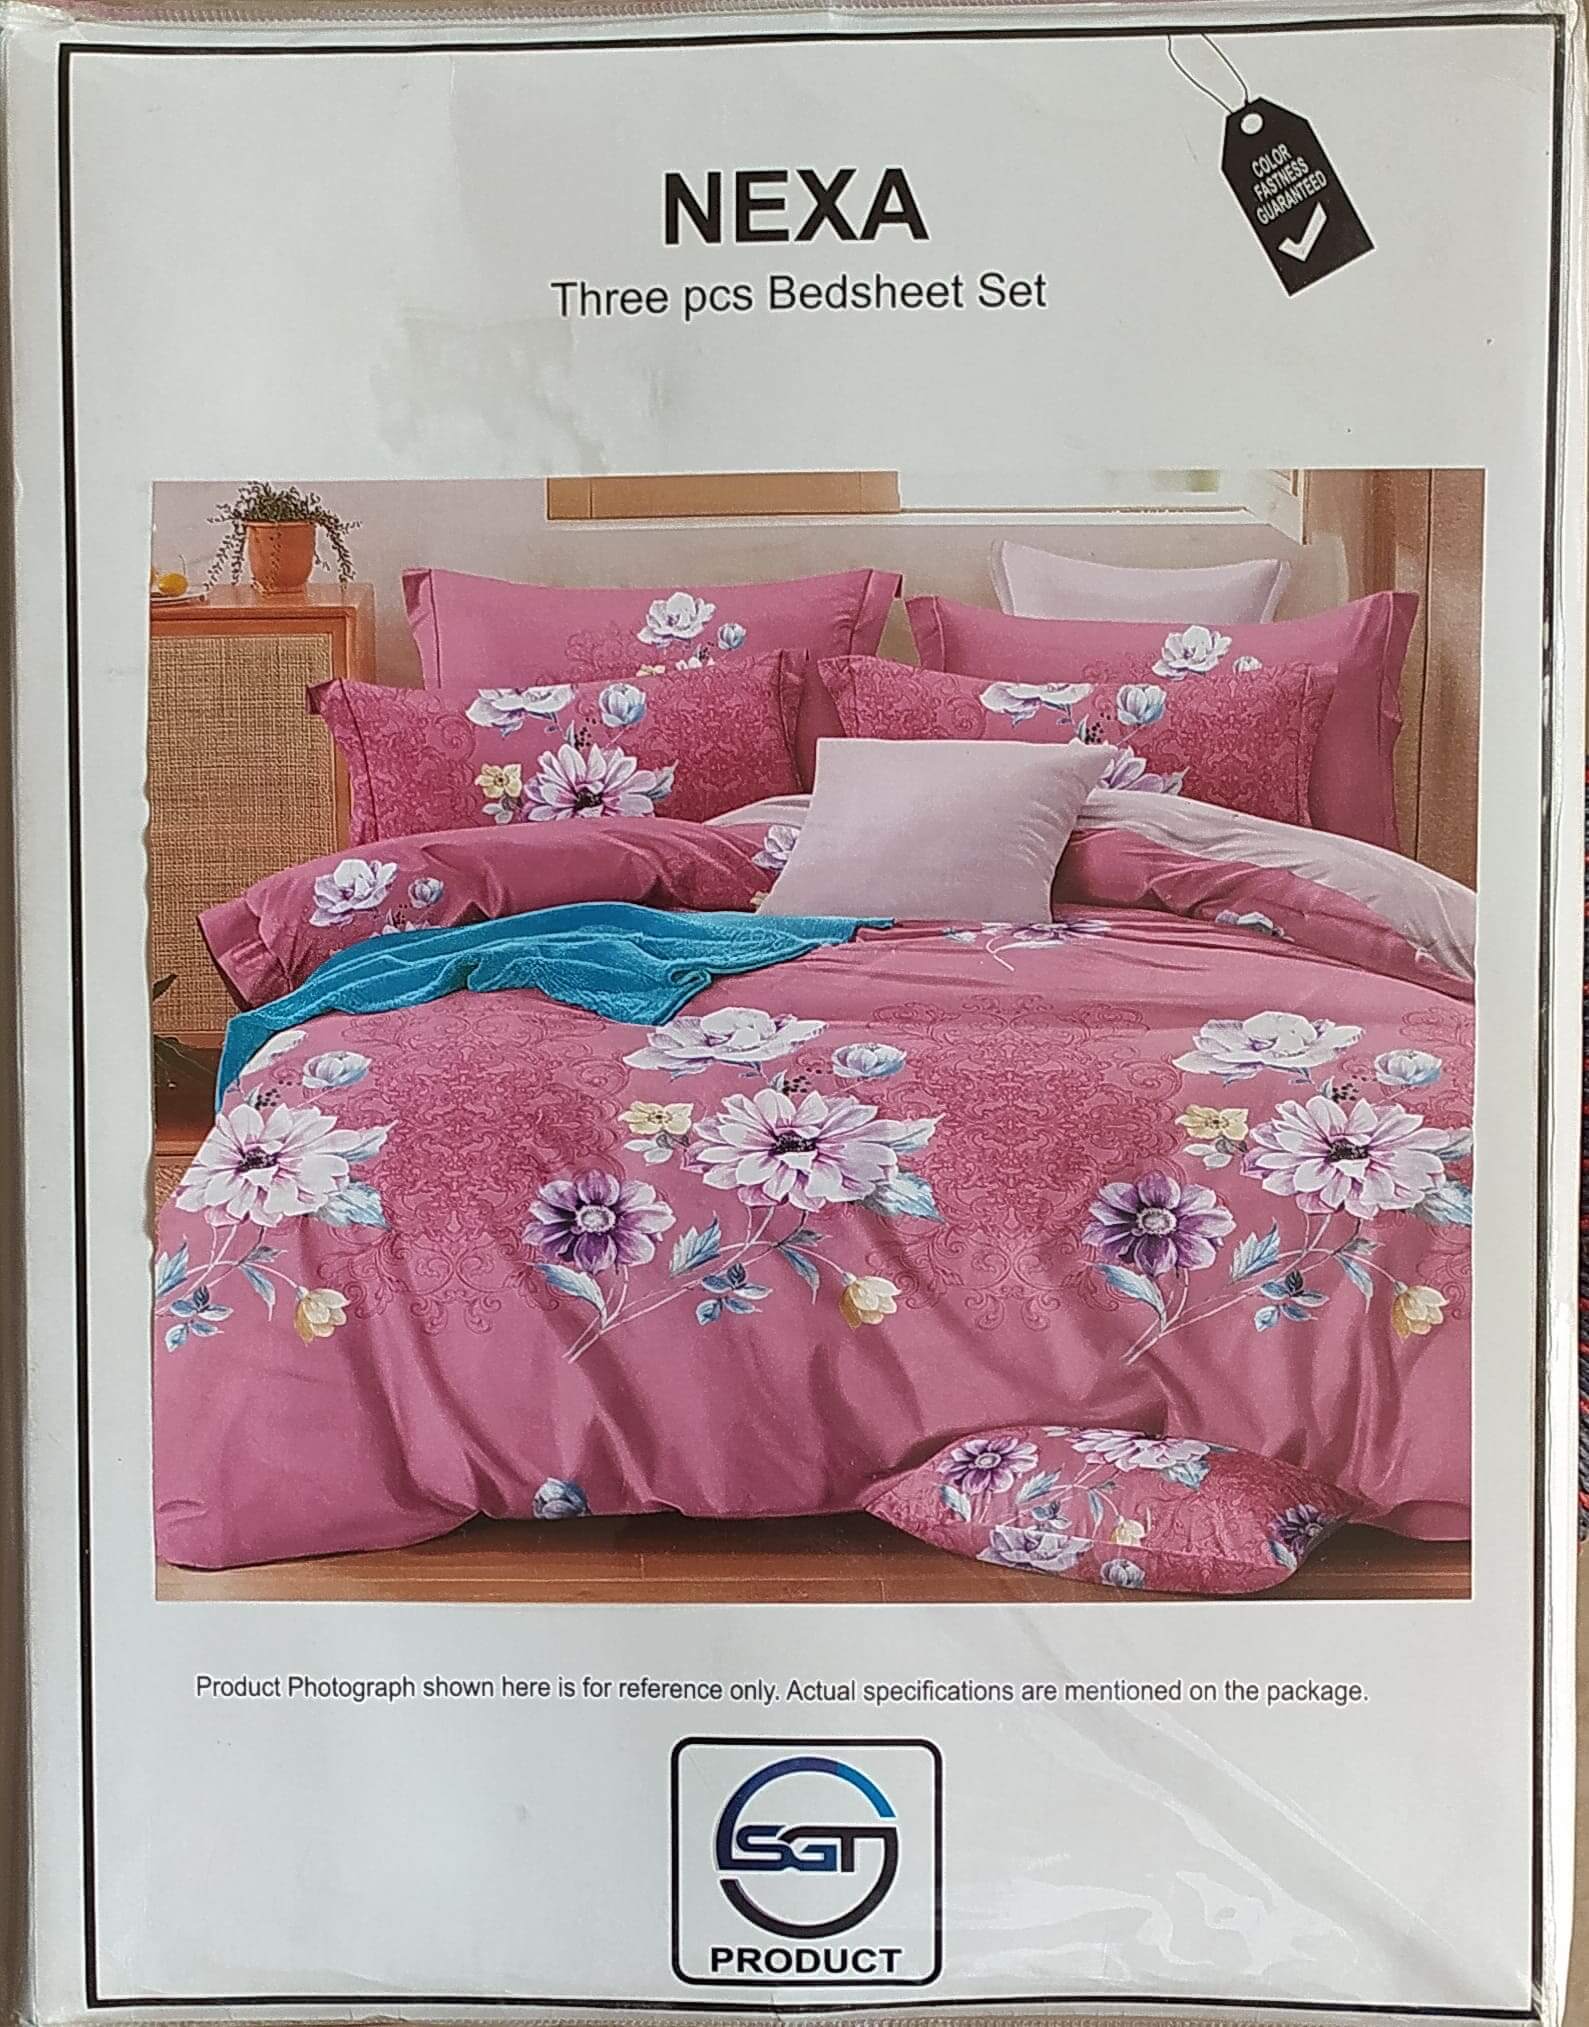 NEXA
Three pcs Bedsheet Set
COLOR
FASTNESS
GUARANTEED
Product Photograph shown here is for reference only. Actual specifications are mentioned on the package.
SGT
PRODUCT